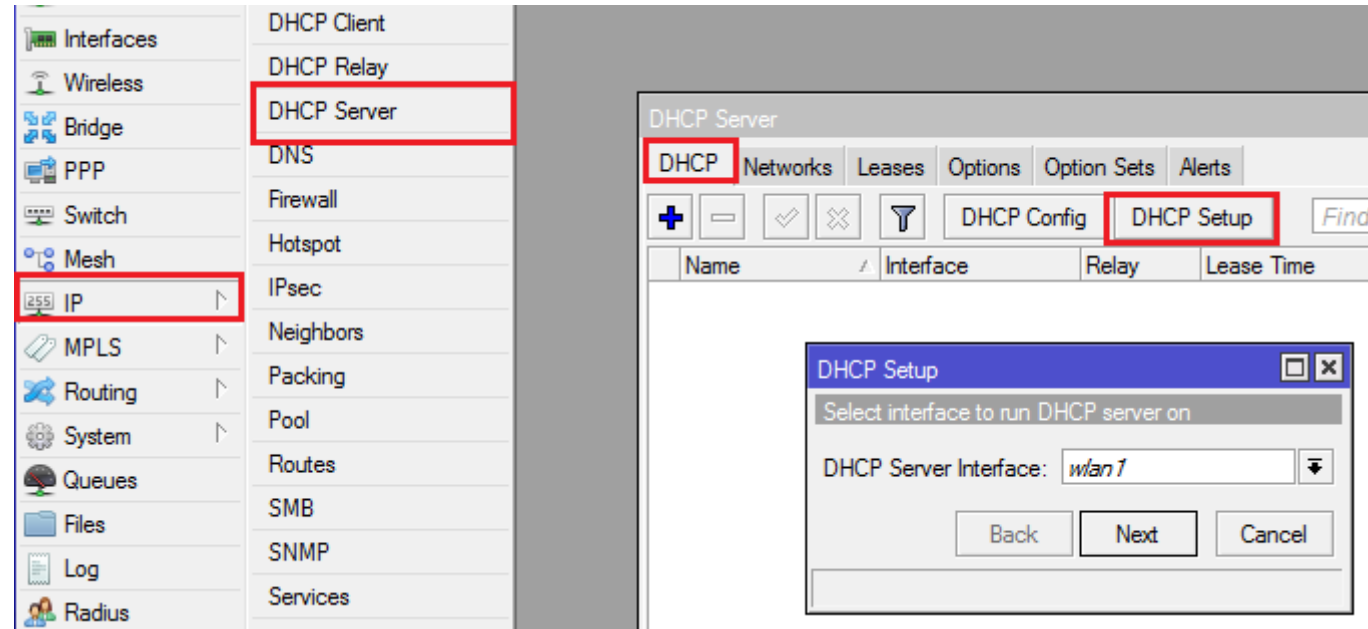 Interfaces
Wireless
Bridge
PPP
Switch
Mesh
255 IP
MPLS
Routing
System
Queues
Files
Log
Radius
DHCP Client
DHCP Relay
DHCP Server
DNS
Firewall
Hotspot
IPsec
Neighbors
Packing
Pool
Routes
SMB
SNMP
Services
DHCP Server
DHCP Networks Leases Options Option Sets Alerts
DHCP Config DHCP Setup Find
Name Interface Relay Lease Time
DHCP Setup
Select interface to run DHCP server on
DHCP Server Interface: wlan1
Back Next Cancel